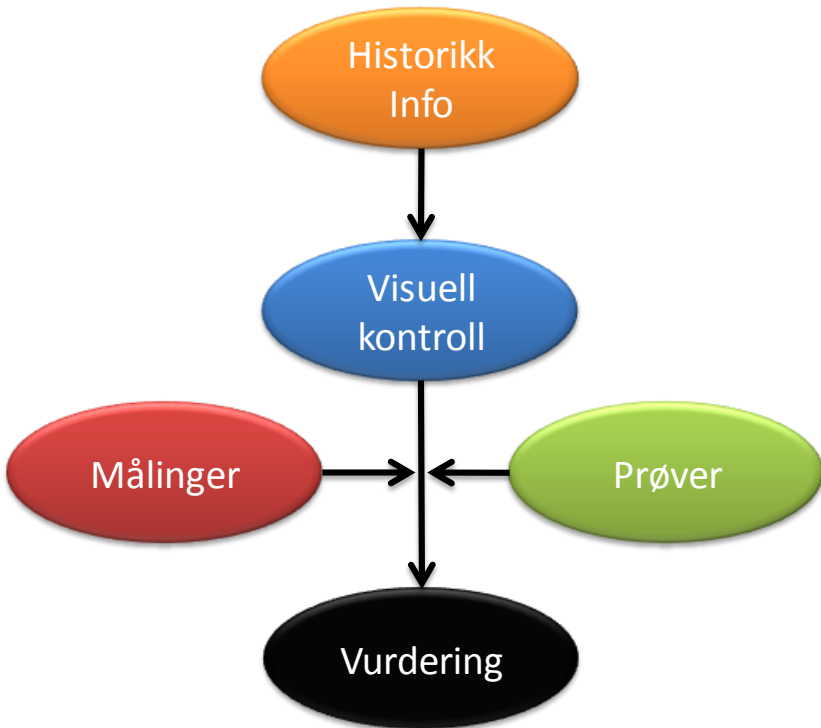 Historikk
Info
Visuell
kontroll
Målinger
Prøver
Vurdering